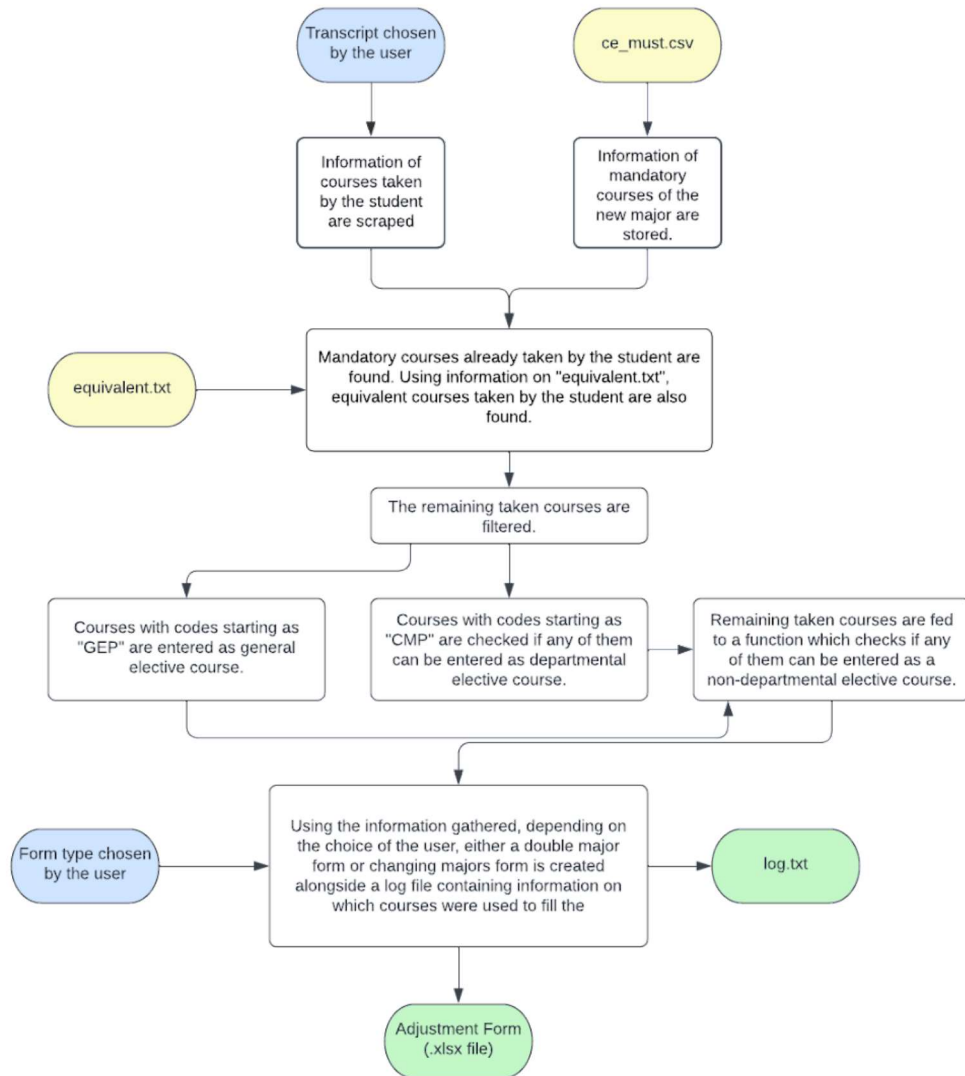 Transcript chosen
by the user
ce_must.csv
Information of
courses taken
by the student
are scraped
Information of
mandatory
courses of the
new major are
stored.
equivalent.txt
Mandatory courses already taken by the student are
found. Using information on "equivalent.txt",
equivalent courses taken by the student are also
found.
The remaining taken courses are
filtered.
Courses with codes starting as
"GEP" are entered as general
elective course.
Courses with codes starting as
"CMP" are checked if any of them
can be entered as departmental
elective course.
Remaining taken courses are fed
to a function which checks if any
of them can be entered as a
non-departmental elective course.
Form type chosen
by the user
Using the information gathered, depending on
the choice of the user, either a double major
form or changing majors form is created
alongside a log file containing information on
which courses were used to fill the
log.txt
Adjustment Form
(.xlsx file)